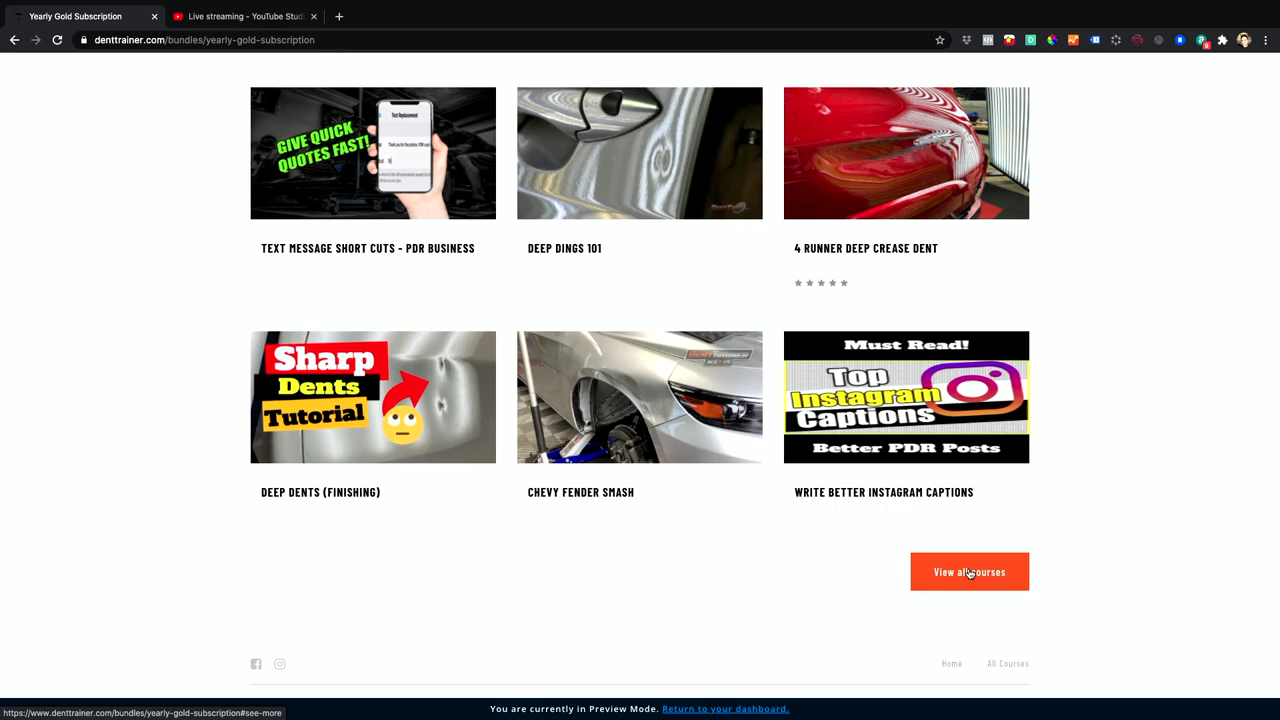 Yearly Gold Subscription
Live streaming - YouTube Stud
denttrainer.com/bundles/yearly-gold-subscription
9
GIVE QUICK
QUOTES FAST!
Text Replacement
TEXT MESSAGE SHORT CUTS - PDR BUSINESS
DEEP DINGS 101
4 RUNNER DEEP CREASE DENT
Sharp
Dents
Tutorial
DENTTRAINER
Must Read!
Top
Instagram
Captions
Better PDR Posts
DEEP DENTS (FINISHING)
CHEVY FENDER SMASH
WRITE BETTER INSTAGRAM CAPTIONS
View all courses
Home
All Courses
https://www.denttrainer.com/bundles/yearly-gold-subscription#see-more
You are currently in Preview Mode. Return to your dashboard.